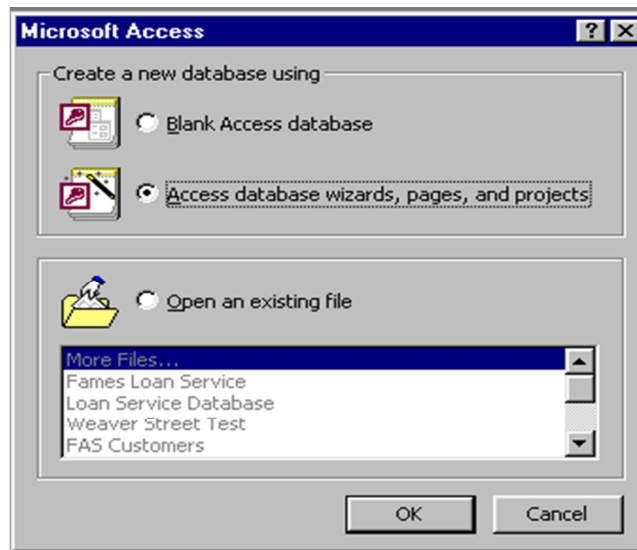 Microsoft Access
Create a new database using
Blank Access database
Access database wizards, pages, and projects
Open an existing file
More Files...
Fames Loan Service
Loan Service Database
Weaver Street Test
FAS Customers
OK Cancel